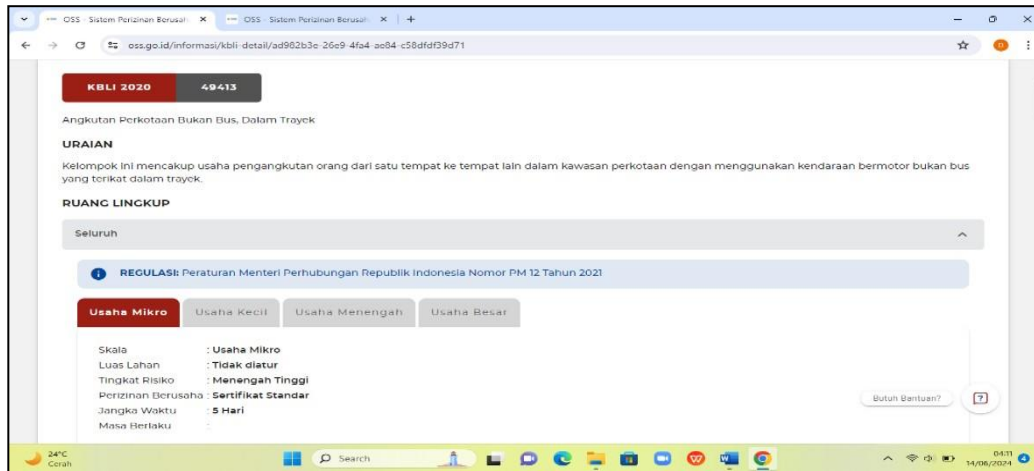 OSS - Sistem Perizinan Berusah
OSS - Sistem Perizinan Berusah
oss.go.id/informasi/kbli-detail/ad982b3e-26e9-4fa4-ae84-c58dfdf39d71
KBLI 2020 49413
Angkutan Perkotaan Bukan Bus, Dalam Trayek
URAIAN
Kelompok ini mencakup usaha pengangkutan orang dari satu tempat ke tempat lain dalam kawasan perkotaan dengan menggunakan kendaraan bermotor bukan bus
yang terikat dalam trayek.
RUANG LINGKUP
Seluruh
REGULASI: Peraturan Menteri Perhubungan Republik Indonesia Nomor PM 12 Tahun 2021
Usaha Mikro Usaha Kecil Usaha Menengah Usaha Besar
Skala : Usaha Mikro
Luas Lahan : Tidak diatur
Tingkat Risiko : Menengah Tinggi
Perizinan Berusaha : Sertifikat Standar
Jangka Waktu : 5 Hari
Masa Berlaku :
Butuh Bantuan?
24°C
Cerah
Search
04:11
14/06/2024